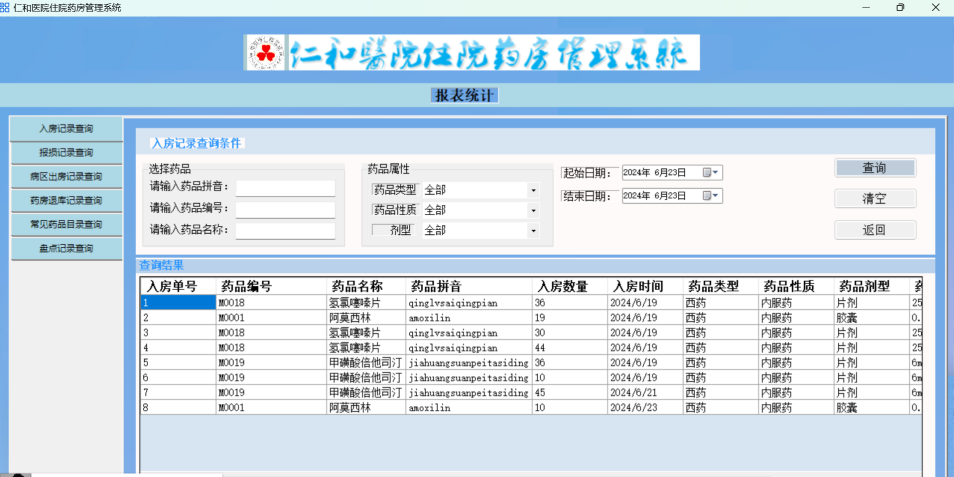 仁和医院住院药房管理系统
仁和醫院住院药房管理系統
报表统计
入房记录查询
报损记录查询
病区出房记录查询
药房退库记录查询
常见药品目录查询
盘点记录查询
入房记录查询条件
选择药品
请输入药品拼音：
请输入药品编号：
请输入药品名称：
药品属性
药品类型 全部
药品性质 全部
剂型 全部
起始日期： 2024年 6月23日
结束日期： 2024年 6月23日
查询
清空
返回
查询结果
入房单号 药品编号 药品名称 药品拼音 入房数量 入房时间 药品类型 药品性质 药品剂型
1 M0018 氢氯噻嗪片 qinglvsaiqingpian 36 2024/6/19 西药 内服药 片剂 25
2 M0001 阿莫西林 amoxilin 19 2024/6/19 西药 内服药 胶囊 0.
3 M0018 氢氯噻嗪片 qinglvsaiqingpian 30 2024/6/19 西药 内服药 片剂 25
4 M0018 氢氯噻嗪片 qinglvsaiqingpian 44 2024/6/19 西药 内服药 片剂 25
5 M0019 甲磺酸倍他司汀 jiahuangsuanpeitasiding 36 2024/6/19 西药 内服药 片剂 6m
6 M0019 甲磺酸倍他司汀 jiahuangsuanpeitasiding 10 2024/6/19 西药 内服药 片剂 6m
7 M0019 甲磺酸倍他司汀 jiahuangsuanpeitasiding 45 2024/6/21 西药 内服药 片剂 6m
8 M0001 阿莫西林 amoxilin 10 2024/6/23 西药 内服药 胶囊 0.